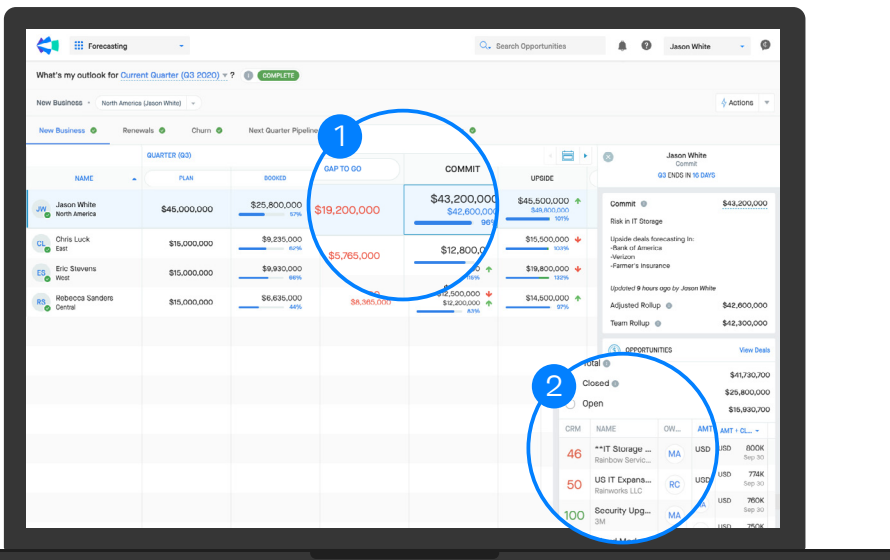 Forecasting
Search Opportunities
Jason White
What's my outlook for Current Quarter (Q3 2020) ?
COMPLETE
New Business
North America (Jason White)
Actions
New Business
Renewals
Churn
Next Quarter Pipeline
1
QUARTER (Q3)
NAME
PLAN
BOOKED
GAP TO GO
COMMIT
UPSIDE
JW
Jason White
North America
$45,000,000
$25,800,000
57%
$19,200,000
$43,200,000
$42,600,000
96%
$45,500,000
$48,600,000
101%
CL
Chris Luck
East
$15,000,000
$9,235,000
62%
$5,765,000
$12,800,0
$15,500,000
103%
ES
Eric Stevens
West
$15,000,000
$9,930,000
66%
$19,800,000
132%
RS
Rebecca Sanders
Central
$15,000,000
$6,635,000
44%
$8,365,000
$12,500,000
$12,200,000
83%
$14,500,000
97%
Jason White
Commit
Q3 ENDS IN 16 DAYS
Commit
$43,200,000
Risk in IT Storage
Upside deals forecasting In:
-Bank of America
-Verizon
-Farmer's Insurance
Updated 9 hours ago by Jason White
Adjusted Rollup
$42,600,000
Team Rollup
$42,300,000
OPPORTUNITIES
View Deals
2
Total
$41,730,700
Closed
$25,800,000
Open
$15,930,700
CRM
NAME
OW...
AMT
AMT + CL...
46
**IT Storage ...
Rainbow Servic...
MA
USD
USD
800K
Sep 30
50
US IT Expans...
Rainworks LLC
RC
USD
USD
774K
Sep 30
100
Security Upg...
3M
MA
USD
760K
Sep 30
USD
750K